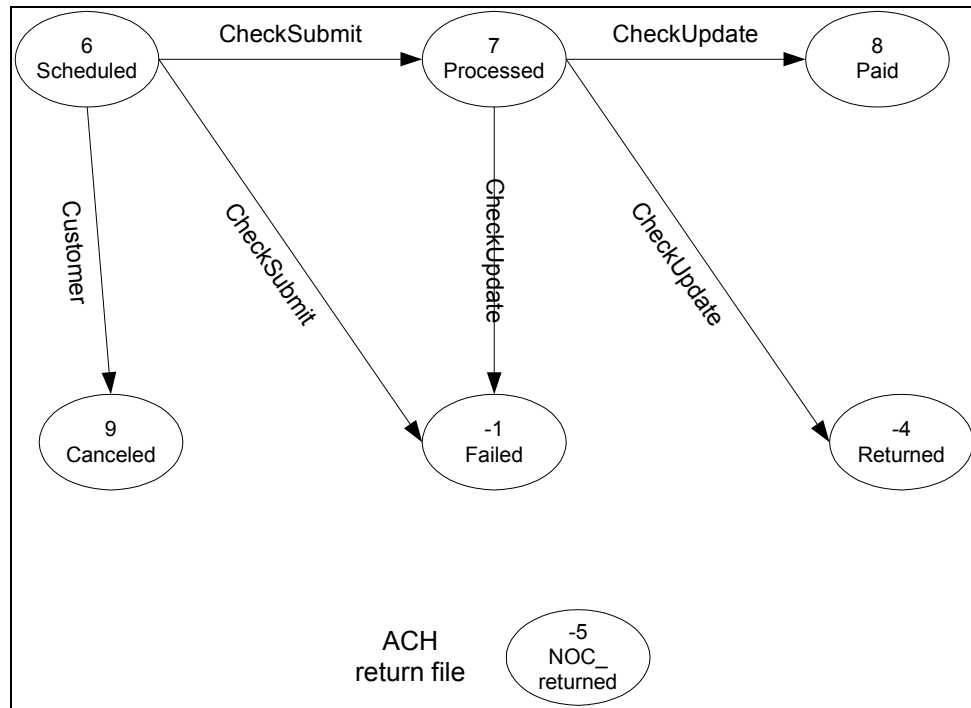 6
Scheduled
CheckSubmit
7
Processed
CheckUpdate
8
Paid
Customer
CheckSubmit
CheckUpdate
CheckUpdate
9
Canceled
-1
Failed
-4
Returned
ACH
return file
-5
NOC_
returned